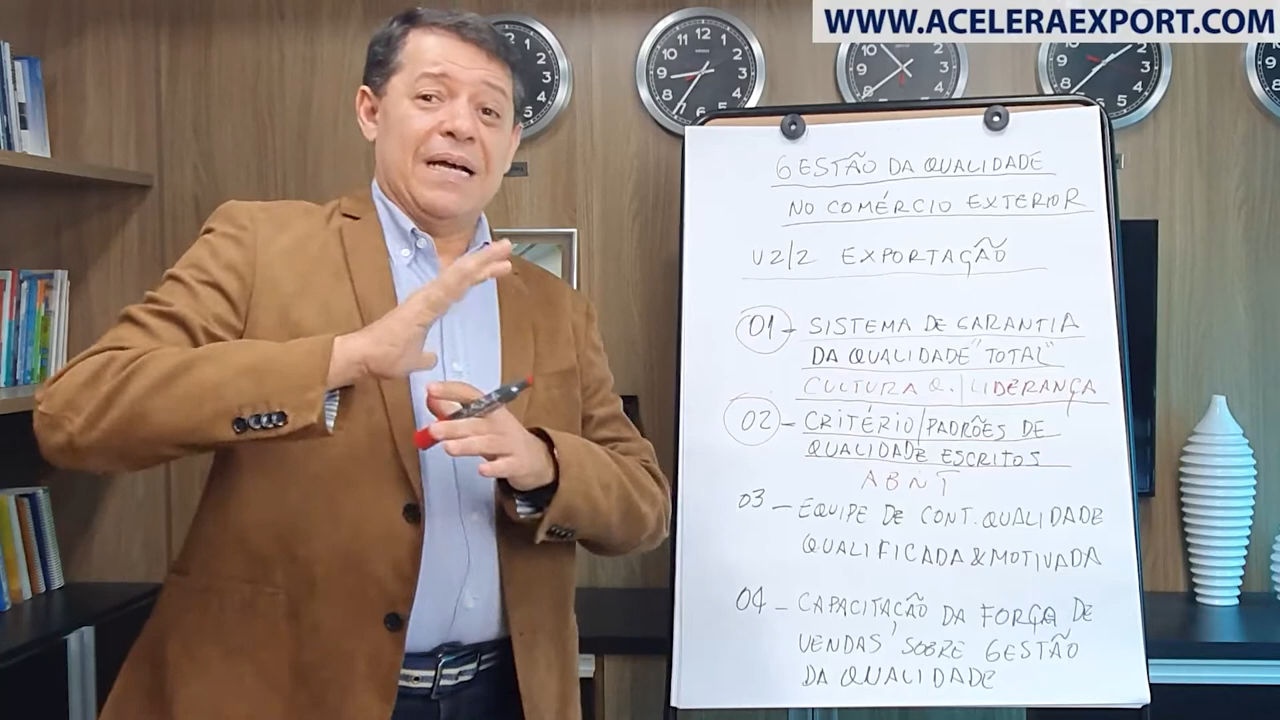 WWW.ACELERAEXPORT.COM
GESTÃO DA QUALIDADE
NO COMÉRCIO EXTERIOR
V2/2 EXPORTAÇÃO
01 - SISTEMA DE GARANTIA
DA QUALIDADE "TOTAL"
CULTURA Q. / LIDERANÇA
02 - CRITÉRIO/PADRÕES DE
QUALIDADE ESCRITOS
ABNT
03 - EQUIPE DE CONT. QUALIDADE
QUALIFICADA & MOTIVADA
04 - CAPACITAÇÃO DA FORÇA DE
VENDAS SOBRE GESTÃO
DA QUALIDADE